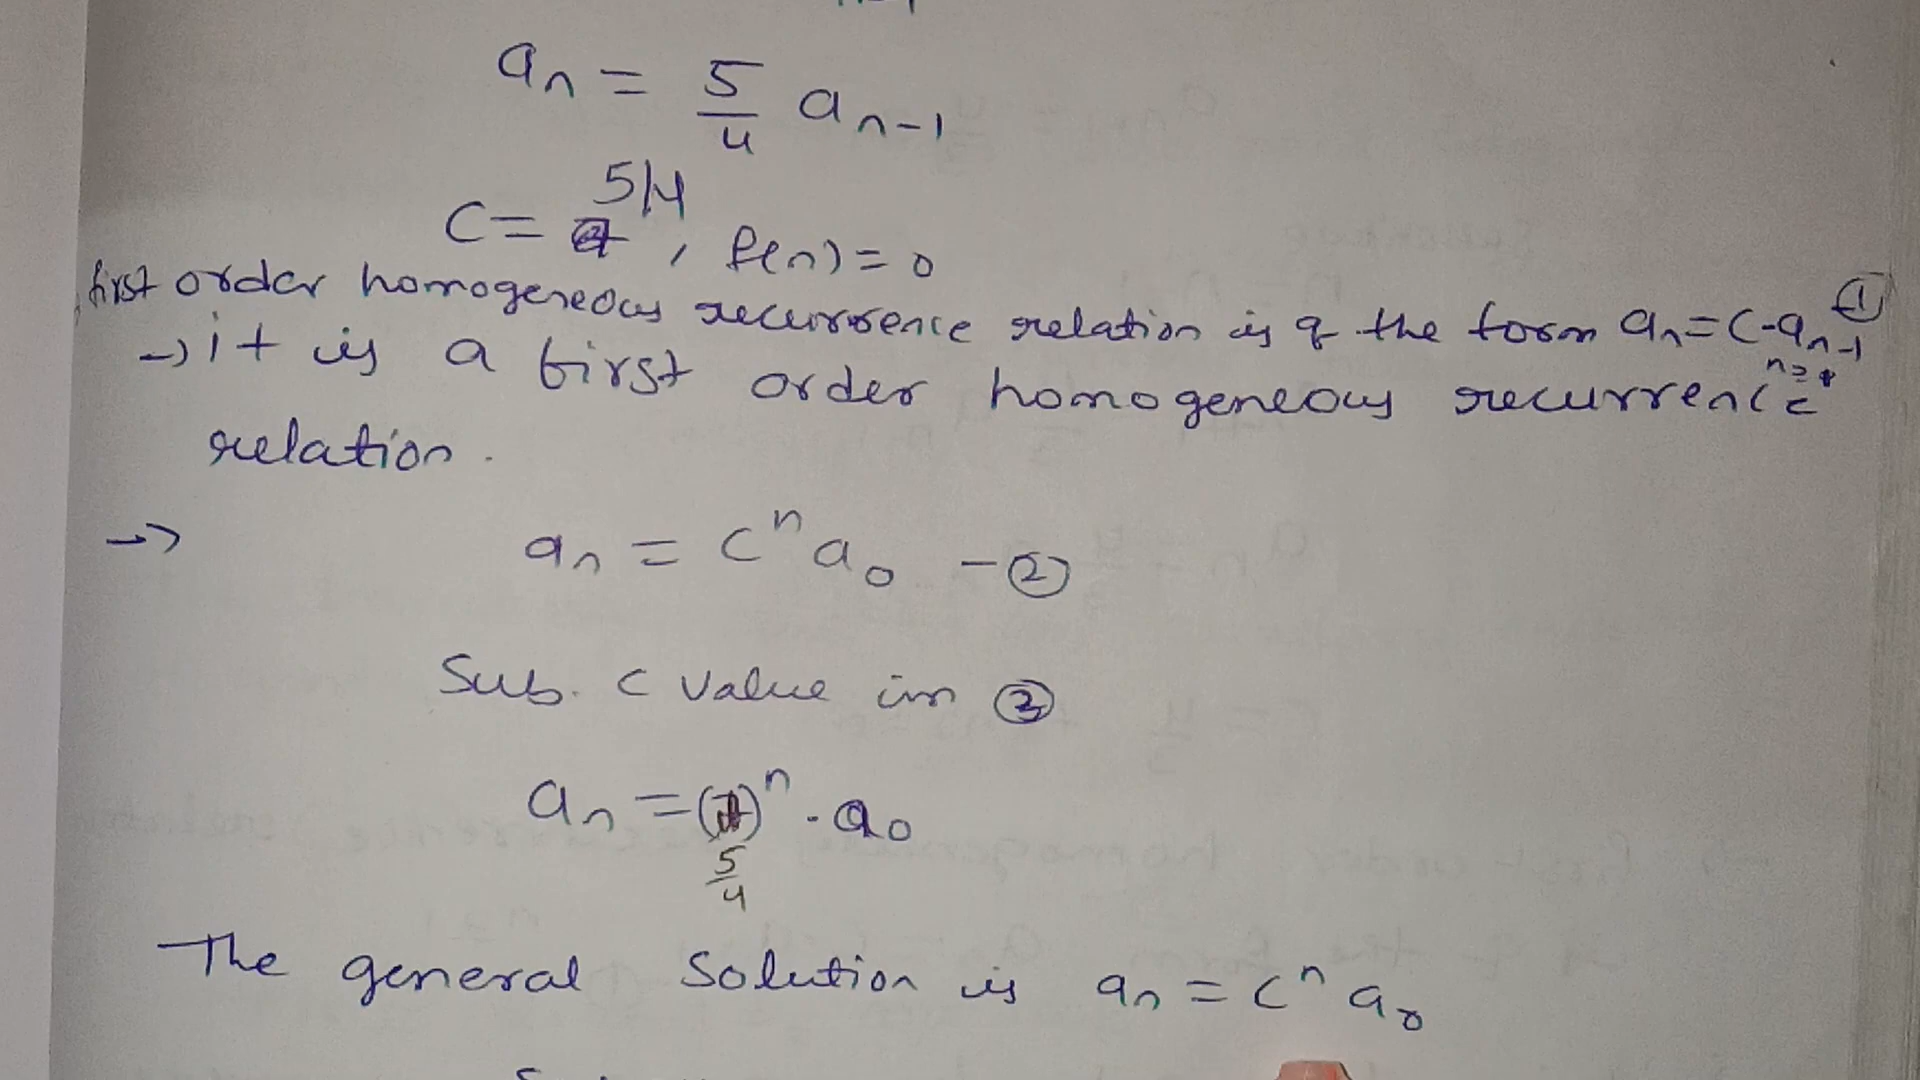 an = 5/4 an-1
C = 5/4 , f(n) = 0
first order homogeneous recurrence relation is of the form an = c-an-1 ①
n≥1
→ it is a first order homogeneous recurrence
relation.
→ an = c^n a0 - ②
Sub. c value in ②
an = ( )^n . a0
5/4
The general solution is an = c^n a0